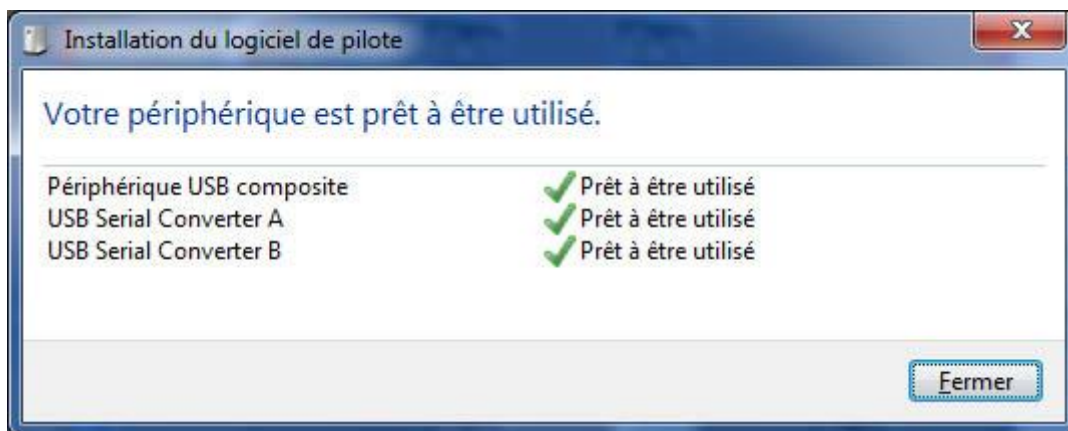 Installation du logiciel de pilote
Votre périphérique est prêt à être utilisé.
Périphérique USB composite Prêt à être utilisé
USB Serial Converter A Prêt à être utilisé
USB Serial Converter B Prêt à être utilisé
Fermer